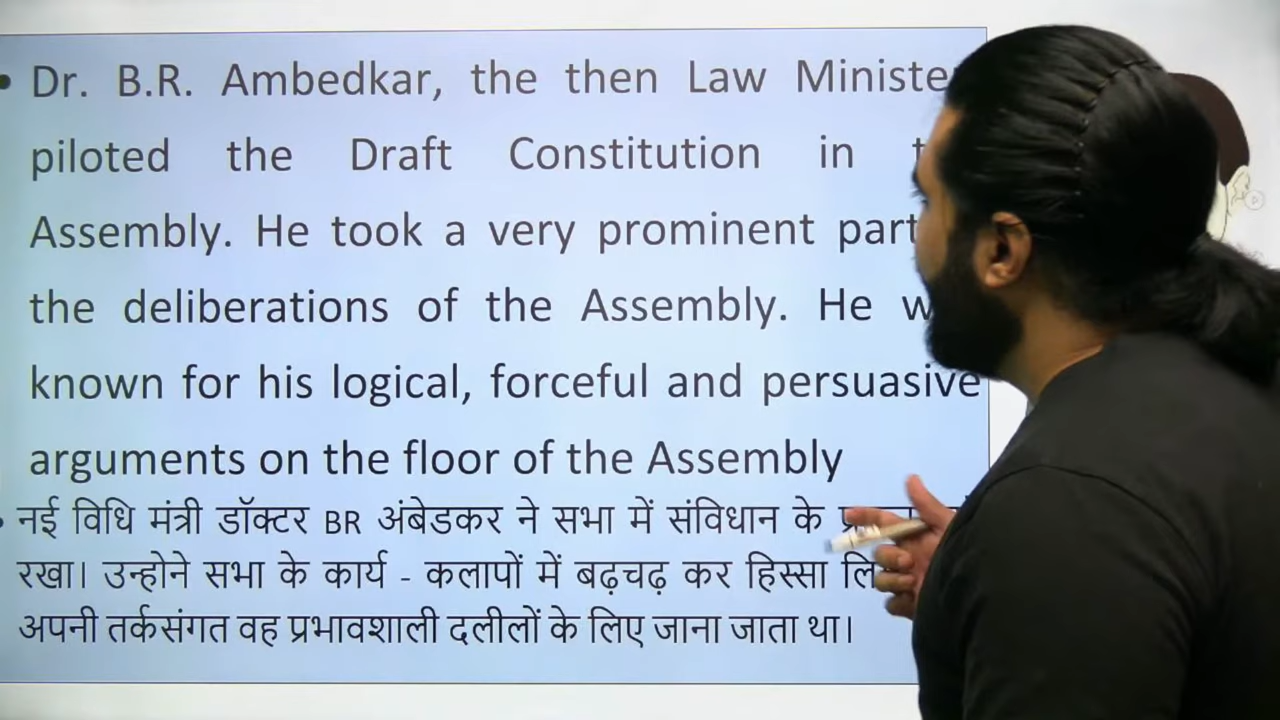 • Dr. B.R. Ambedkar, the then Law
piloted the Draft Constitution in
Assembly. He took a very prominent part
the deliberations of the Assembly. He
known for his logical, forceful and persuasive
arguments on the floor of the Assembly
• नई विधि मंत्री डॉक्टर BR अंबेडकर ने सभा में संविधान के
रखा। उन्होने सभा के कार्य - कलापों में बढ़चढ़ कर हिस्सा
अपनी तर्कसंगत वह प्रभावशाली दलीलों के लिए जाना जाता था।